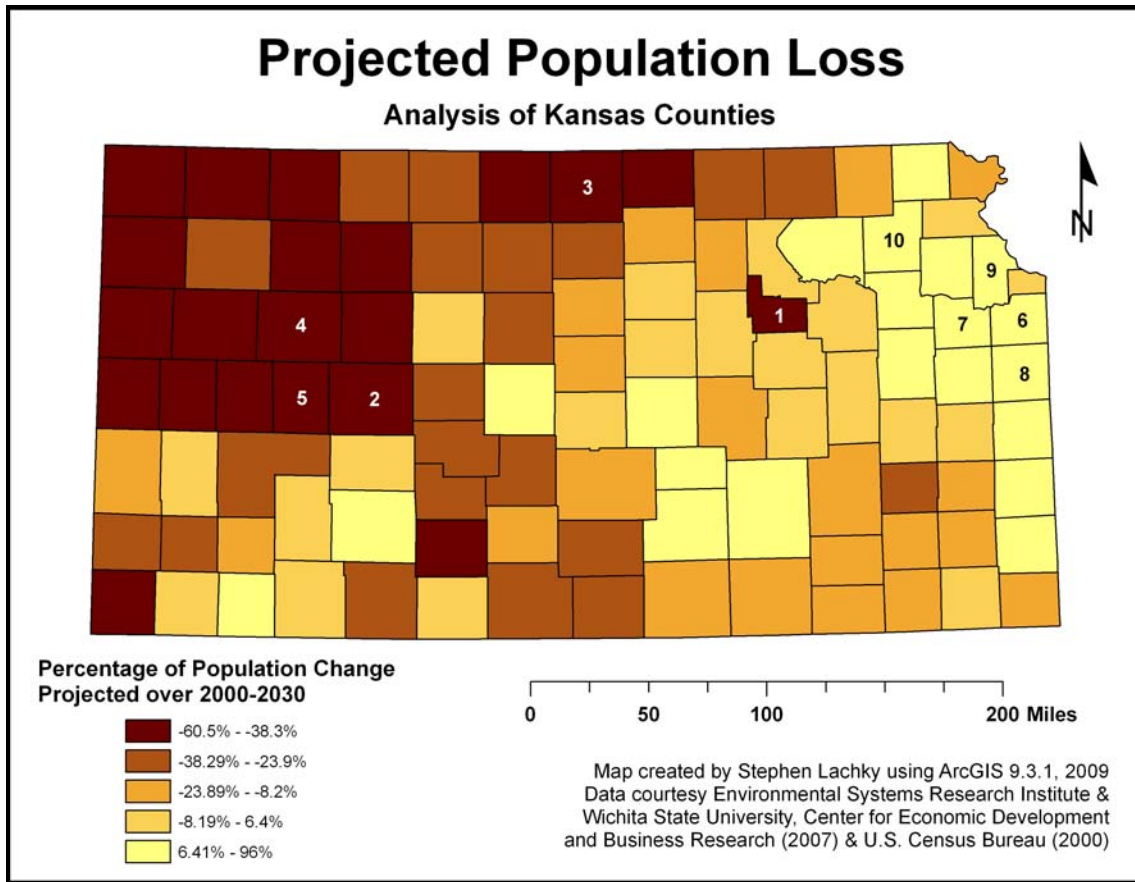 Projected Population Loss
Analysis of Kansas Counties
N
3
10
9
1
4
7
6
5
2
8
Percentage of Population Change
Projected over 2000-2030
-60.5% - -38.3%
-38.29% - -23.9%
-23.89% - -8.2%
-8.19% - 6.4%
6.41% - 96%
0 50 100 200 Miles
Map created by Stephen Lachky using ArcGIS 9.3.1, 2009
Data courtesy Environmental Systems Research Institute &
Wichita State University, Center for Economic Development
and Business Research (2007) & U.S. Census Bureau (2000)